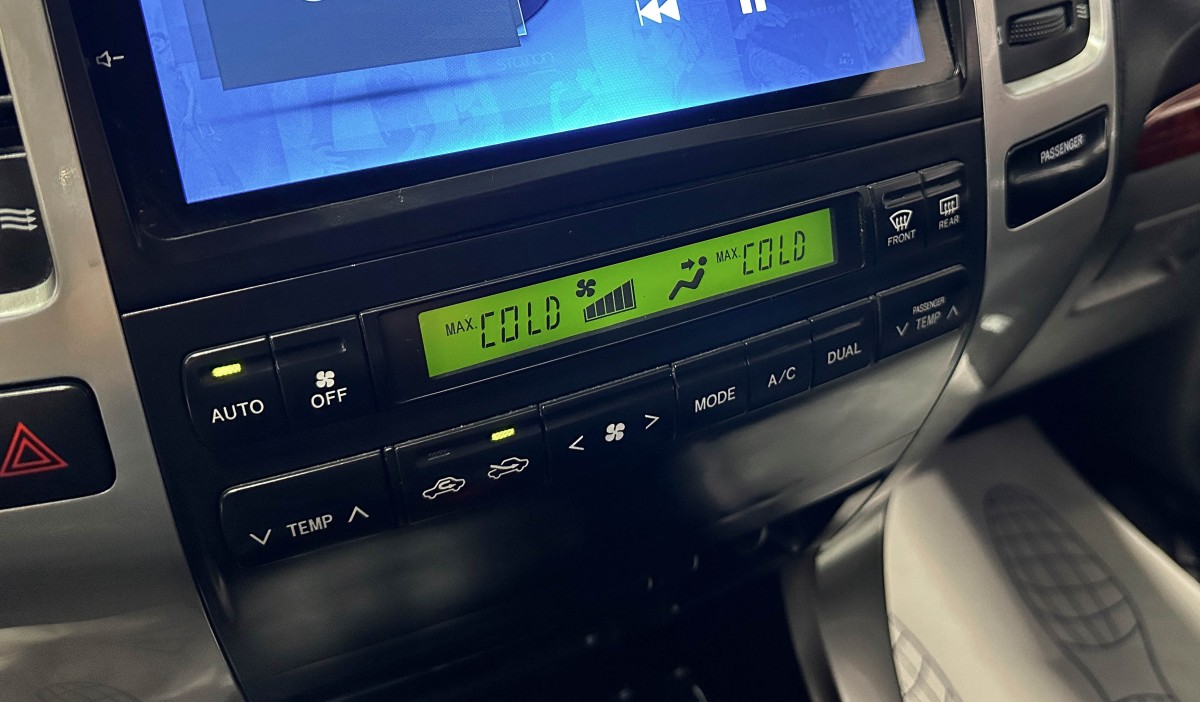 PASSENGER
MAX. COLD
MAX. COLD
FRONT
REAR
AUTO
OFF
TEMP
MODE
A/C
DUAL
PASSENGER
TEMP